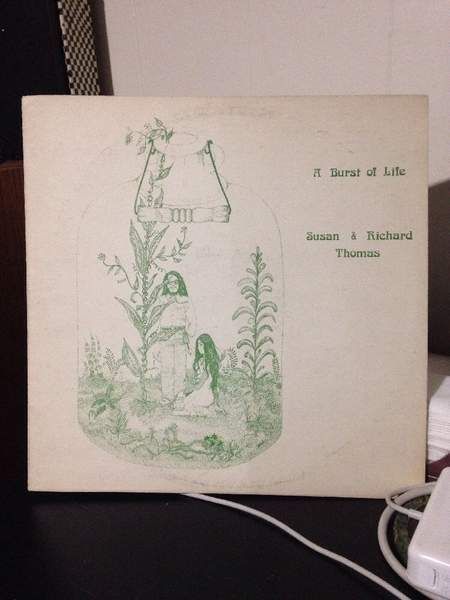 A Burst of Life
Susan & Richard
Thomas